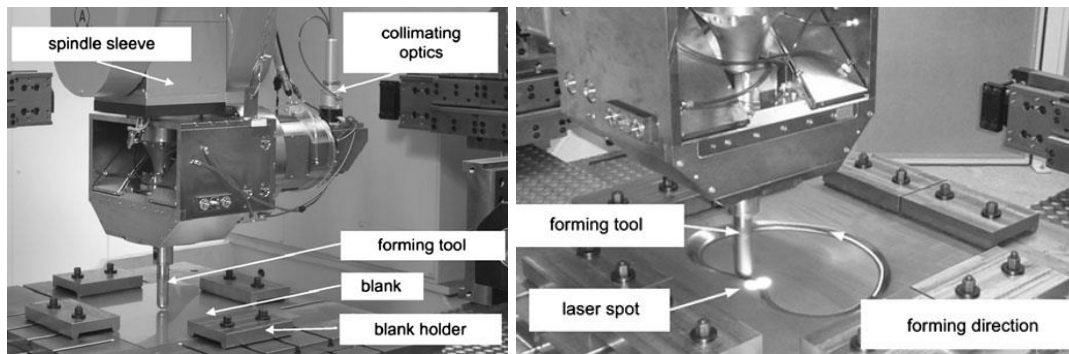 A
spindle sleeve
collimating
optics
forming tool
blank
blank holder
forming tool
laser spot
forming direction